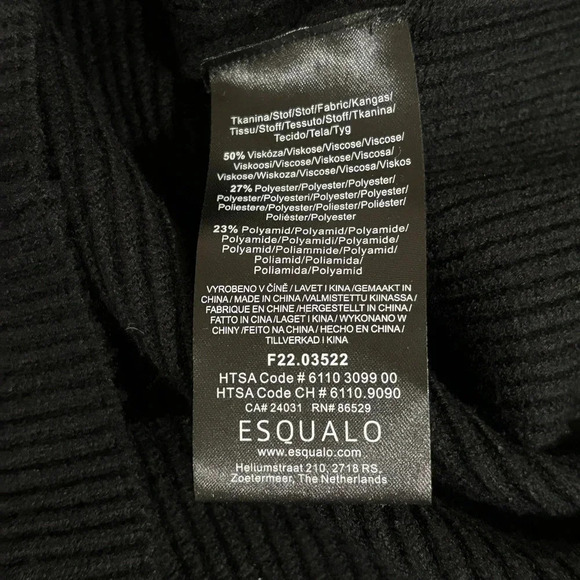 Tkanina/Stof/Stof/Fabric/Kangas/
Tissu/Stoff/Tessuto/Stoff/Tkanina/
Tecido/Tela/Tyg
50% Viskóza/Viskose/Viscose/Viscose/
Viskoosi/Viscose/Viskose/Viscosa/
Viskose/Wiskoza/Viscose/Viscosa/Viskos
27% Polyester/Polyester/Polyester/
Polyester/Polyesteri/Polyester/Polyester/
Poliestere/Polyester/Poliester/Poliéster/
Poliéster/Polyester
23% Polyamid/Polyamid/Polyamide/
Polyamide/Polyamidi/Polyamide/
Polyamid/Poliammide/Polyamid/
Poliamid/Poliamida/
Poliamida/Polyamid
VYROBENO V ČÍNĚ / LAVET I KINA/GEMAAKT IN
CHINA / MADE IN CHINA /VALMISTETTU KIINASSA/
FABRIQUE EN CHINE /HERGESTELLT IN CHINA/
FATTO IN CINA / LAGET I KINA / WYKONANO W
CHINY /FEITO NA CHINA / HECHO EN CHINA /
TILLVERKAD I KINA
F22.03522
HTSA Code # 6110 3099 00
HTSA Code CH # 6110.9090
CA# 24031 RN# 86529
ESQUALO
www.esqualo.com
Heliumstraat 210, 2718 RS,
Zoetermeer, The Netherlands